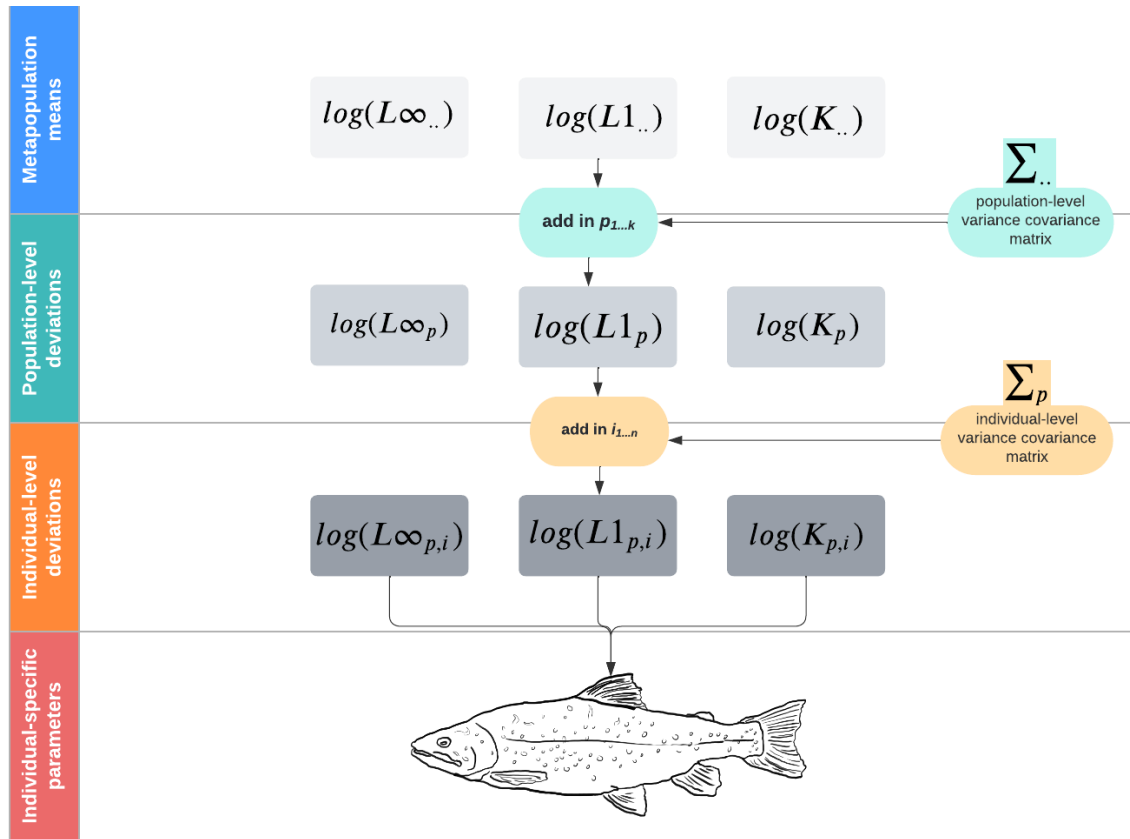 Metapopulation
means
log(L∞..)
log(L1..)
log(K..)
∑..
population-level
variance covariance
matrix
add in p1...k
Population-level
deviations
log(L∞p)
log(L1p)
log(Kp)
∑p
individual-level
variance covariance
matrix
add in i1...n
Individual-level
deviations
log(L∞p,i)
log(L1p,i)
log(Kp,i)
Individual-specific
parameters